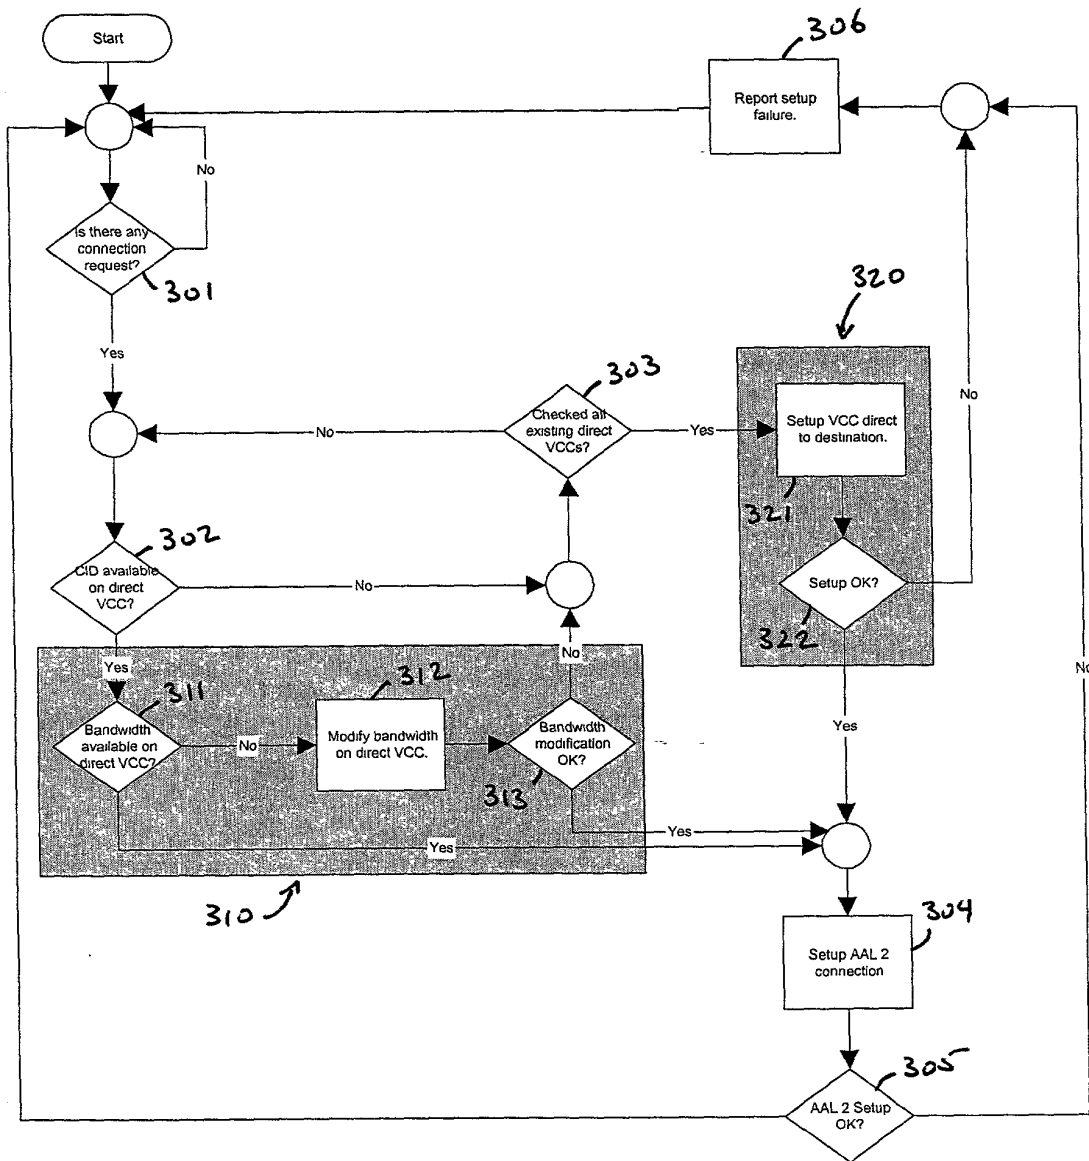 Start
306
Report setup
failure.
No
Is there any
connection
request?
301
320
Yes
303
No
Checked all
existing direct
VCCs?
No
Yes
Setup VCC direct
to destination.
321
302
CID available
on direct
VCC?
No
Setup OK?
322
No
Yes
No
311
312
Bandwidth
available on
direct VCC?
No
Modify bandwidth
on direct VCC.
Bandwidth
modification
OK?
313
Yes
Yes
Yes
310
304
Setup AAL 2
connection
305
AAL 2 Setup
OK?